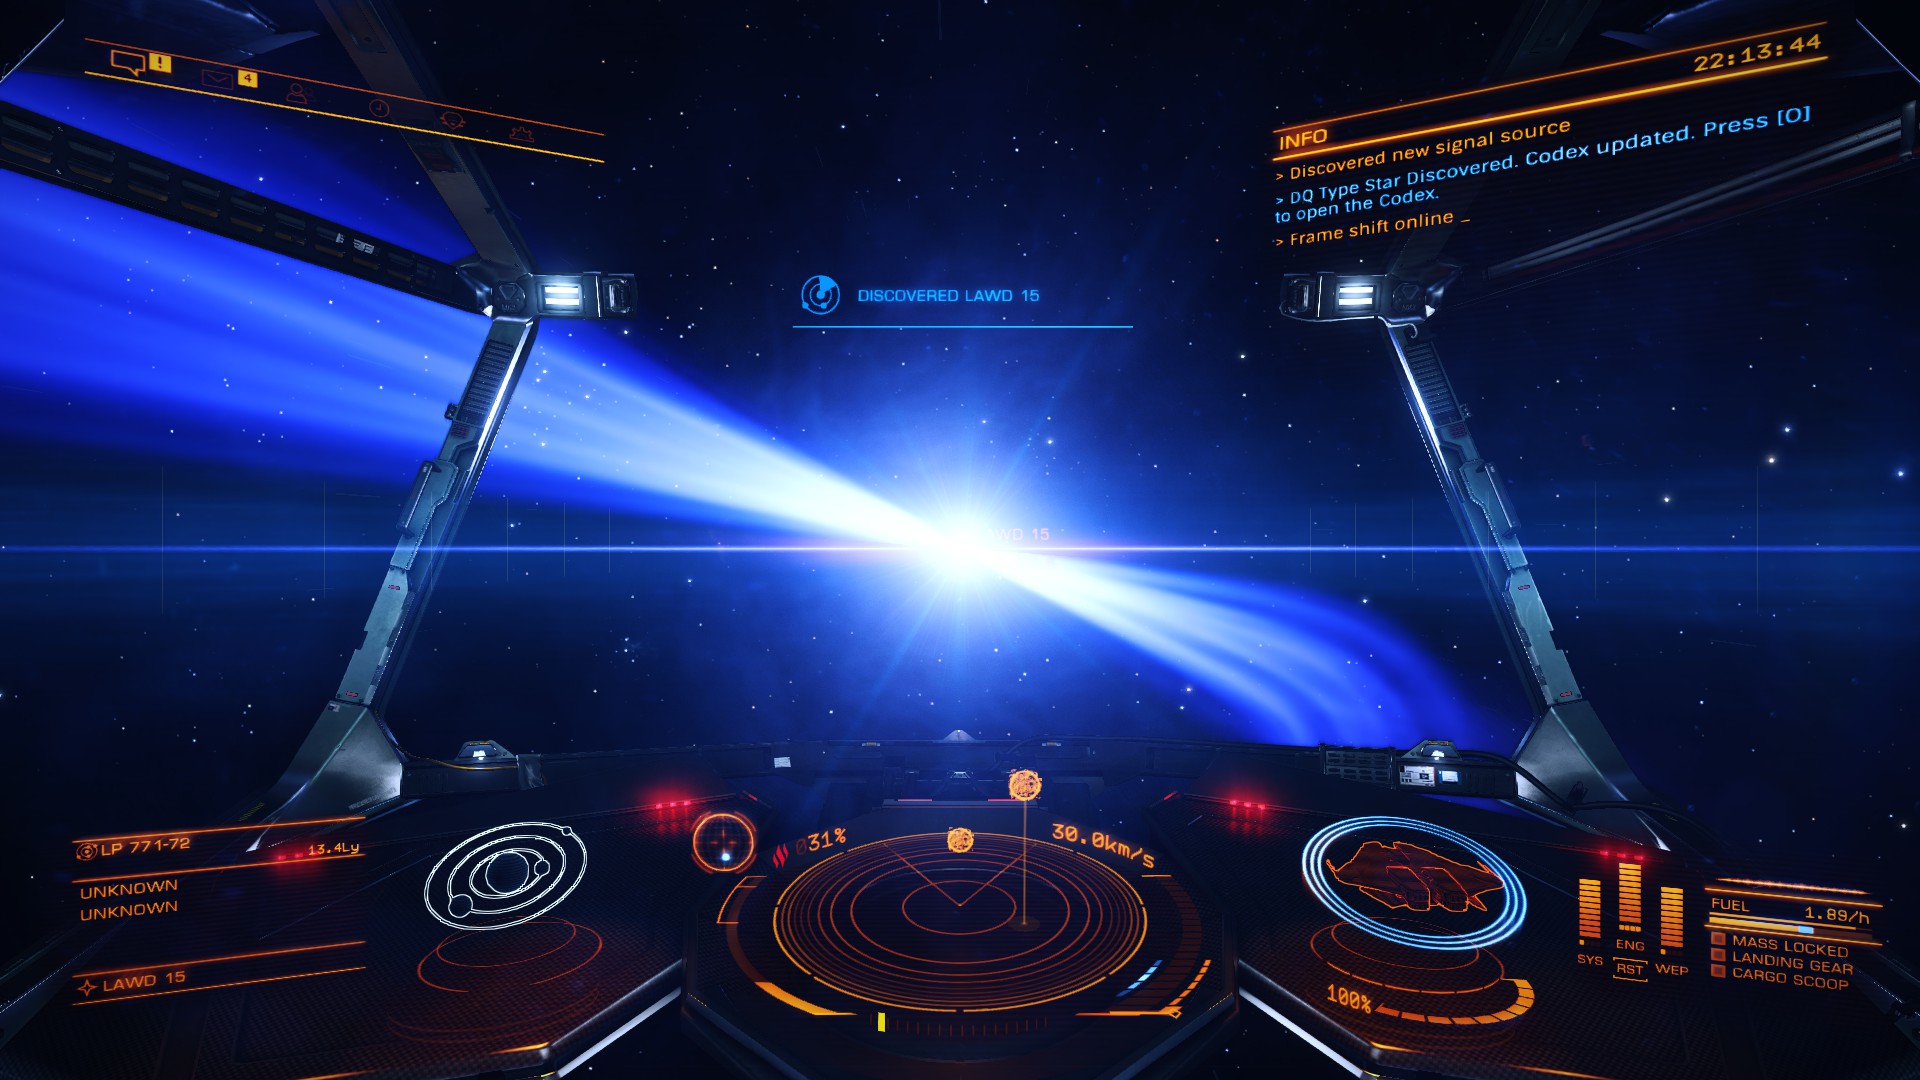 4
22:13:44
INFO
> Discovered new signal source
> DQ Type Star Discovered. Codex updated. Press [O]
to open the Codex.
> Frame shift online _
DISCOVERED LAWD 15
WD 15
LP 771-72
13.4Ly
UNKNOWN
UNKNOWN
LAWD 15
31%
30.0km/s
100%
SYS
ENG
RST
WEP
FUEL
1.89/h
MASS LOCKED
LANDING GEAR
CARGO SCOOP